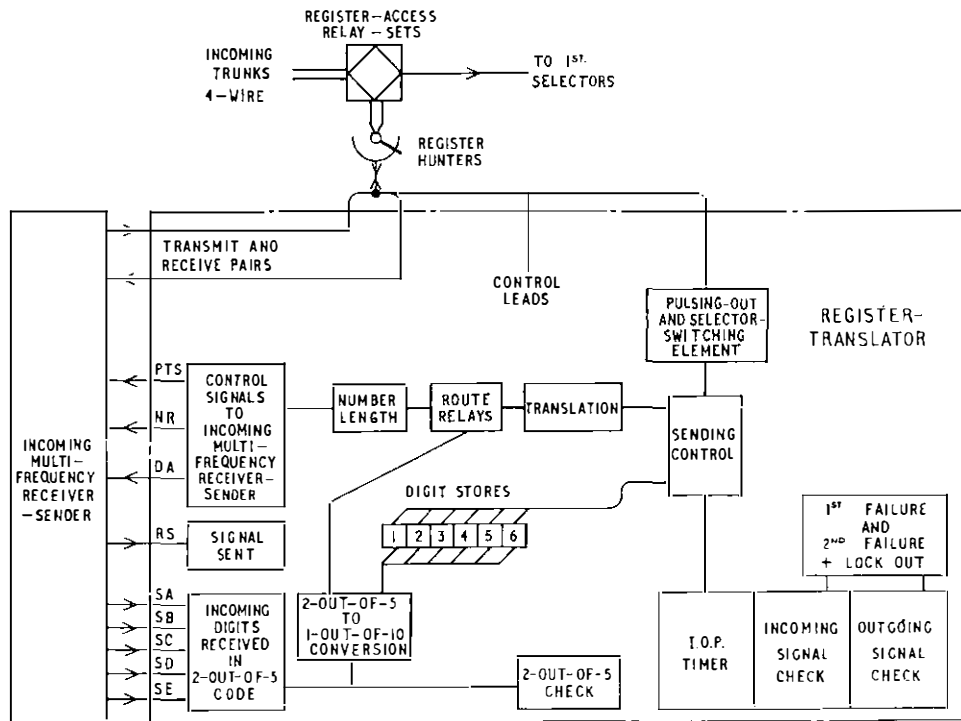 REGISTER-ACCESS
RELAY-SETS
INCOMING
TRUNKS
4-WIRE
TO 1ST.
SELECTORS
REGISTER
HUNTERS
TRANSMIT AND
RECEIVE PAIRS
CONTROL
LEADS
PULSING-OUT
AND SELECTOR-
SWITCHING
ELEMENT
REGISTER-
TRANSLATOR
INCOMING
MULTI-
FREQUENCY
RECEIVER
-SENDER
PTS
NR
DA
RS
SA
SB
SC
SD
SE
CONTROL
SIGNALS
TO
INCOMING
MULTI-
FREQUENCY
RECEIVER-
SENDER
NUMBER
LENGTH
ROUTE
RELAYS
TRANSLATION
SENDING
CONTROL
DIGIT STORES
1 2 3 4 5 6
SIGNAL
SENT
INCOMING
DIGITS
RECEIVED
IN
2-OUT-OF-5
CODE
2-OUT-OF-5
TO
1-OUT-OF-10
CONVERSION
2-OUT-OF-5
CHECK
1ST FAILURE
AND
2ND FAILURE
+ LOCK OUT
I.O.P.
TIMER
INCOMING
SIGNAL
CHECK
OUTGOING
SIGNAL
CHECK